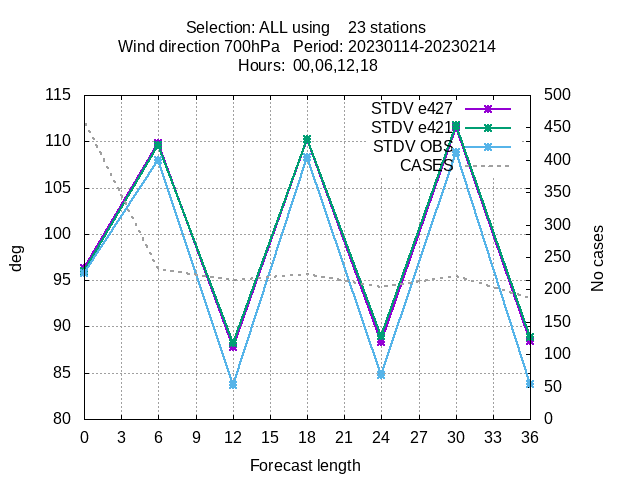 Selection: ALL using 23 stations
Wind direction 700hPa Period: 20230114-20230214
Hours: 00,06,12,18
STDV e427
STDV e421
STDV OBS
CASES
115
110
105
100
95
90
85
80
500
450
400
350
300
250
200
150
100
50
0
deg
No cases
0 3 6 9 12 15 18 21 24 27 30 33 36
Forecast length